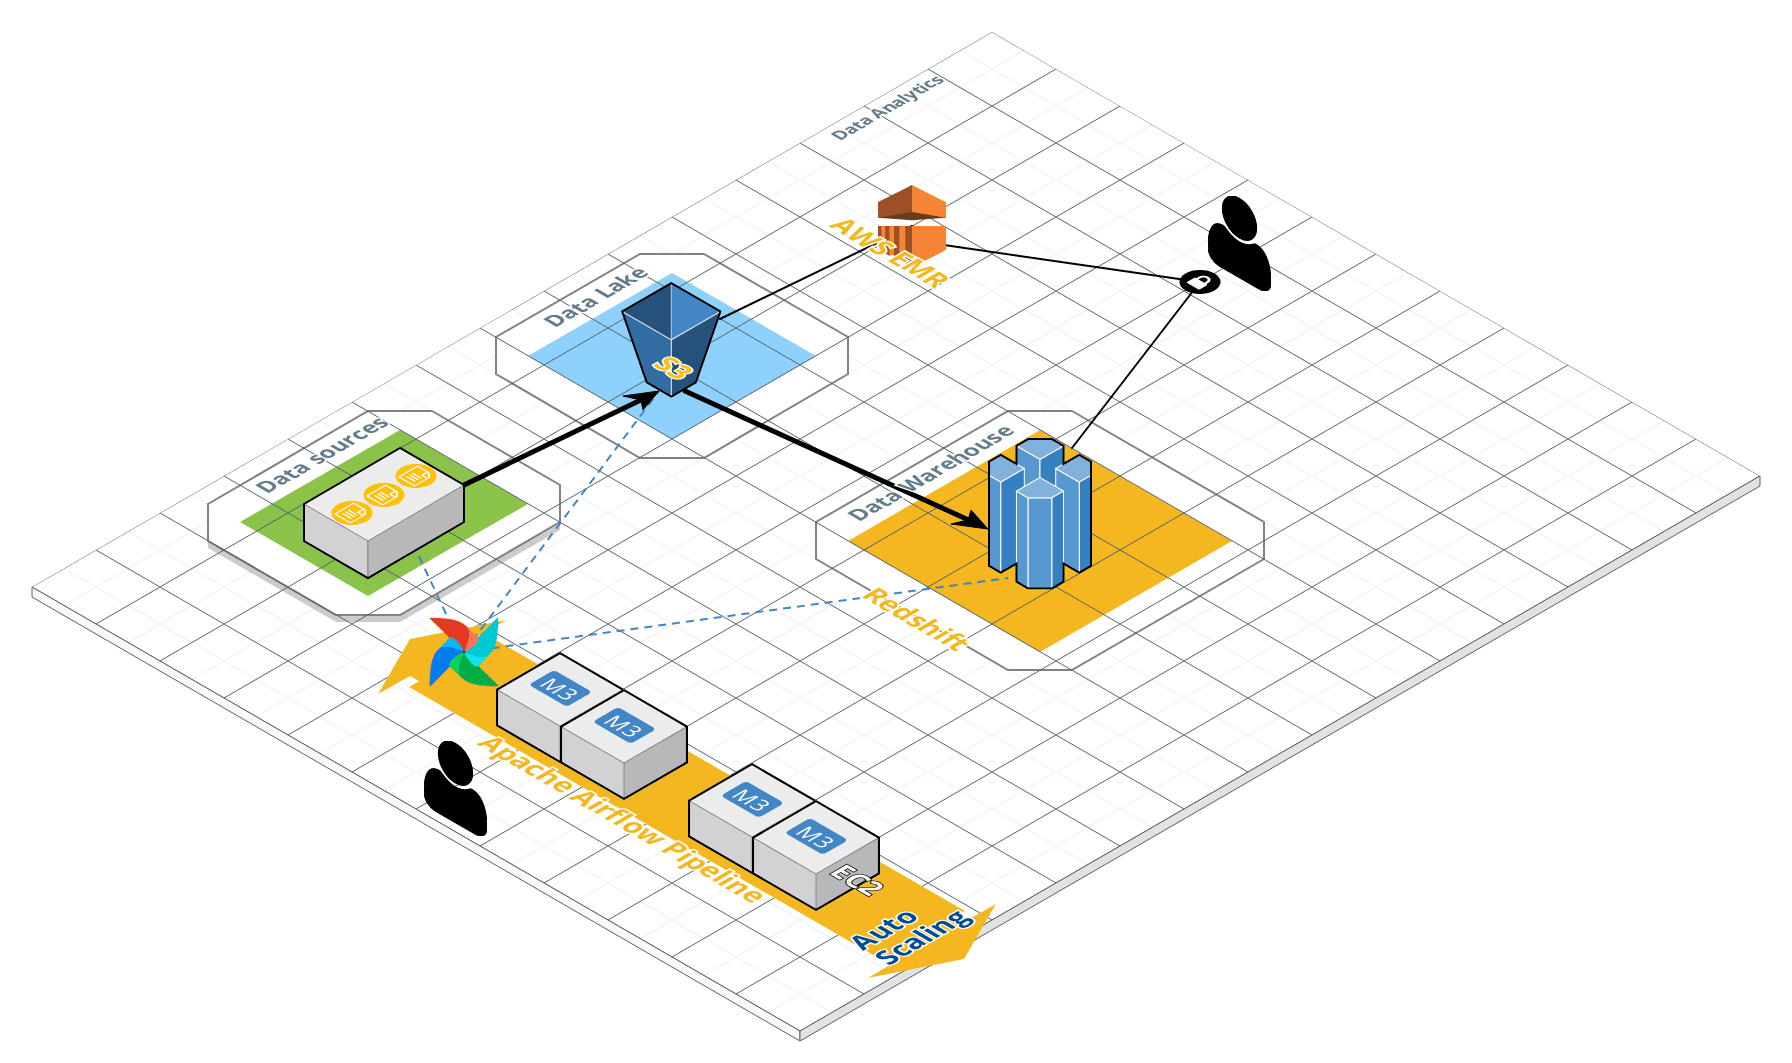 Data Analytics
AWS EMR
Data Lake
S3
Data sources
Data Warehouse
Redshift
M3
M3
Apache Airflow Pipeline
M3
M3
EC2
Auto
Scaling